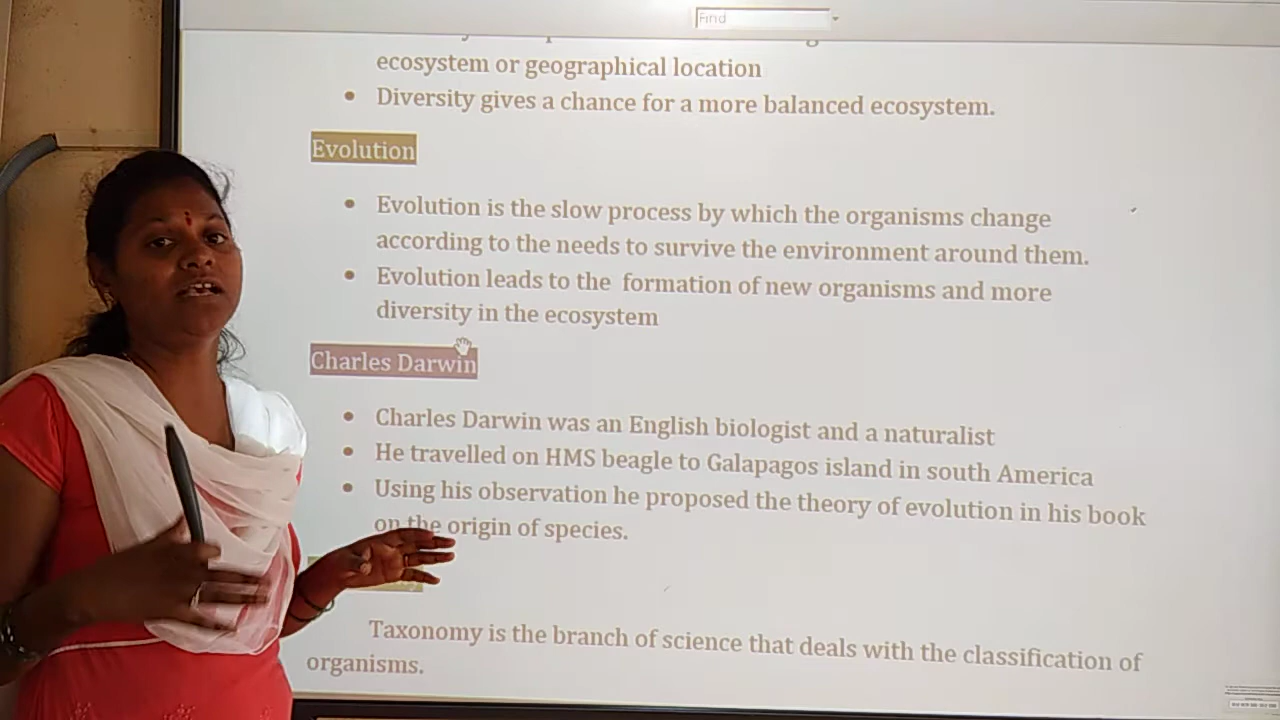 Find
ecosystem or geographical location
• Diversity gives a chance for a more balanced ecosystem.
Evolution
• Evolution is the slow process by which the organisms change
according to the needs to survive the environment around them.
• Evolution leads to the formation of new organisms and more
diversity in the ecosystem
Charles Darwin
• Charles Darwin was an English biologist and a naturalist
• He travelled on HMS beagle to Galapagos island in south America
• Using his observation he proposed the theory of evolution in his book
on the origin of species.
Taxonomy is the branch of science that deals with the classification of
organisms.